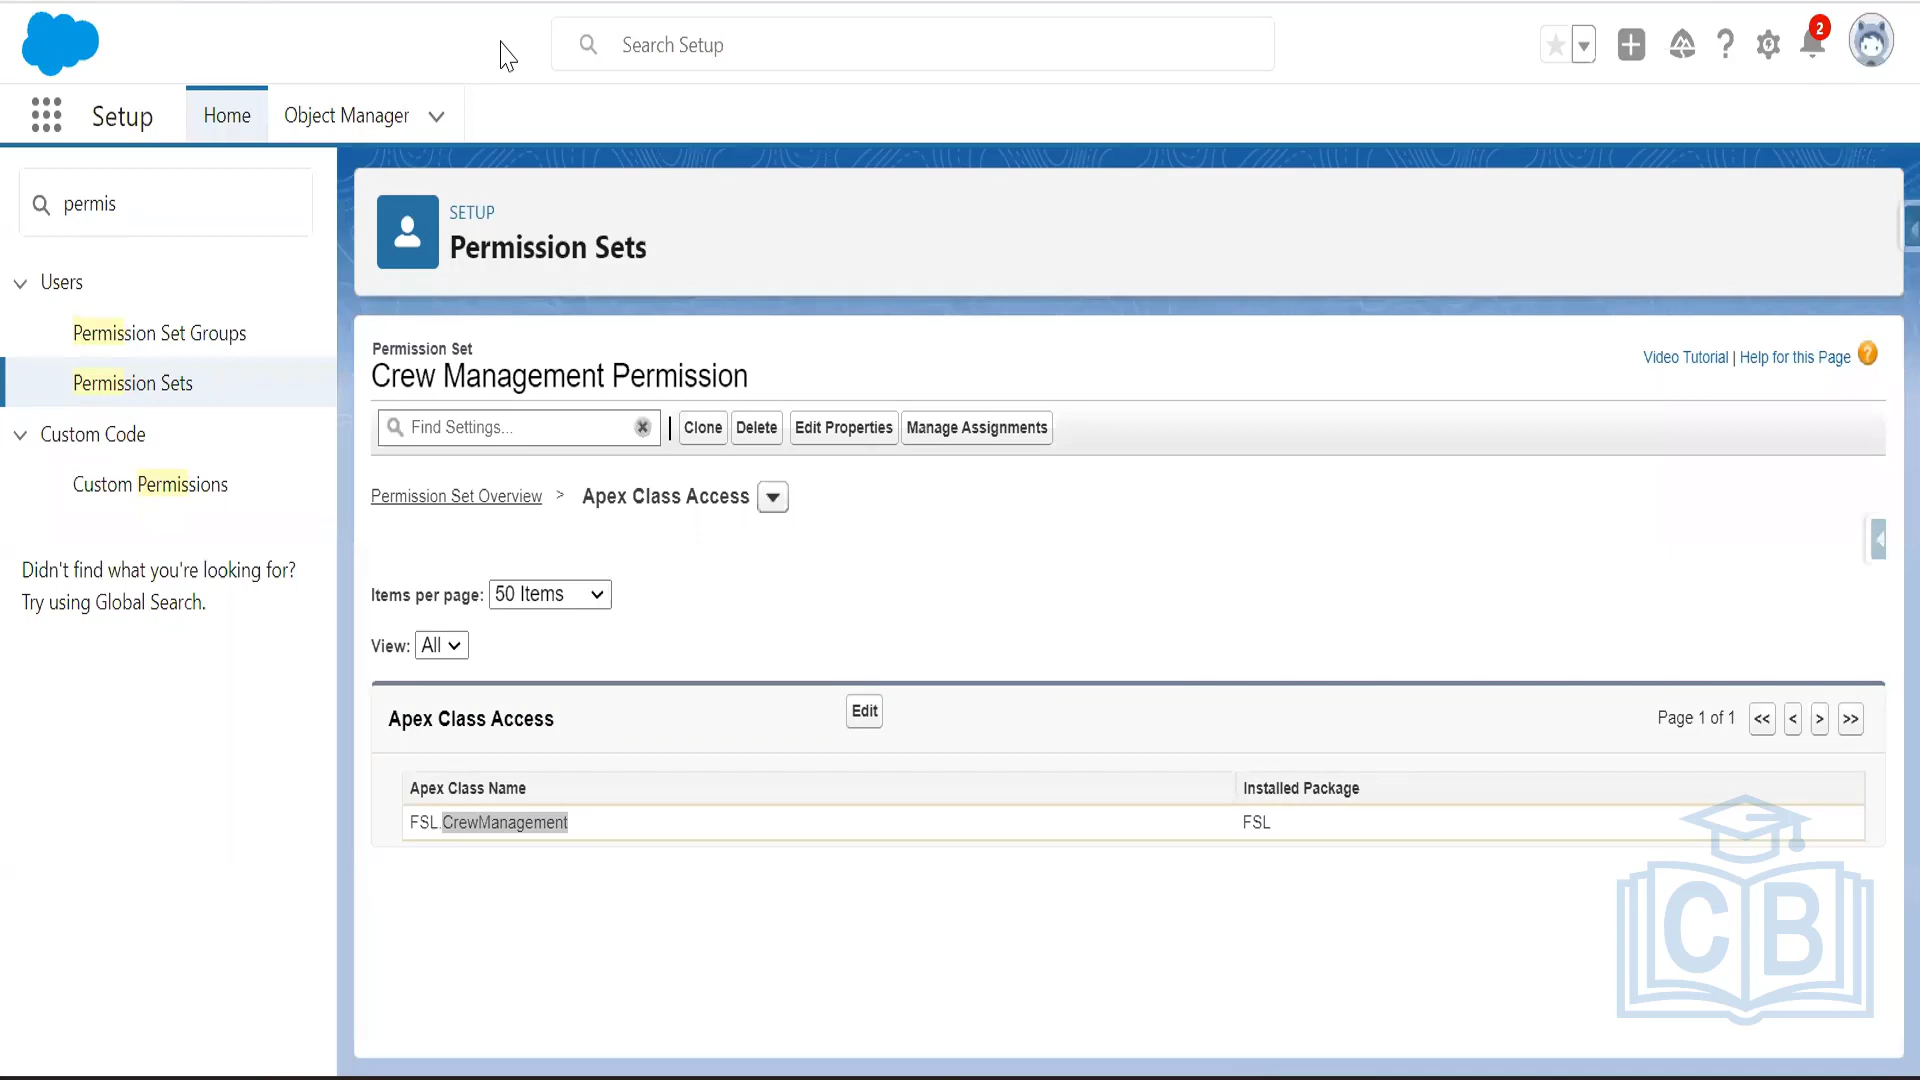 Search Setup
2
Setup
Home
Object Manager
permis
Users
Permission Set Groups
Permission Sets
Custom Code
Custom Permissions
Didn't find what you're looking for?
Try using Global Search.
SETUP
Permission Sets
Permission Set
Crew Management Permission
Video Tutorial | Help for this Page ?
Find Settings... | Clone Delete Edit Properties Manage Assignments
Permission Set Overview > Apex Class Access
Items per page: 50 Items
View: All
Apex Class Access Edit Page 1 of 1 << < > >>
Apex Class Name Installed Package
FSL.CrewManagement FSL
CB